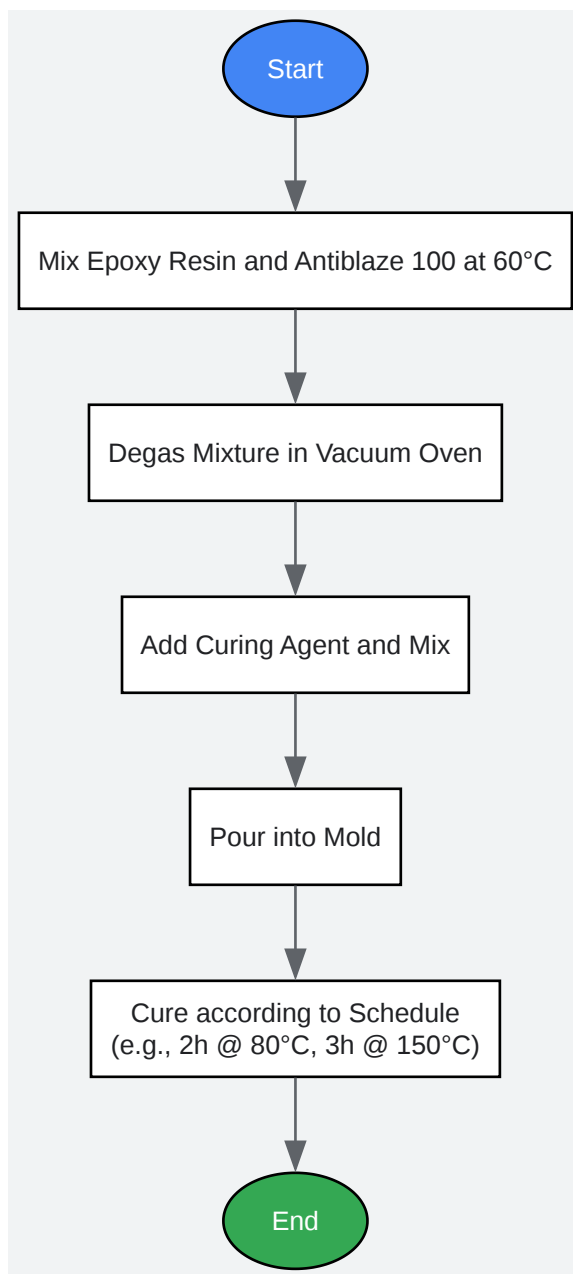 Start
Mix Epoxy Resin and Antiblaze 100 at 60°C
Degas Mixture in Vacuum Oven
Add Curing Agent and Mix
Pour into Mold
Cure according to Schedule
(e.g., 2h @ 80°C, 3h @ 150°C)
End